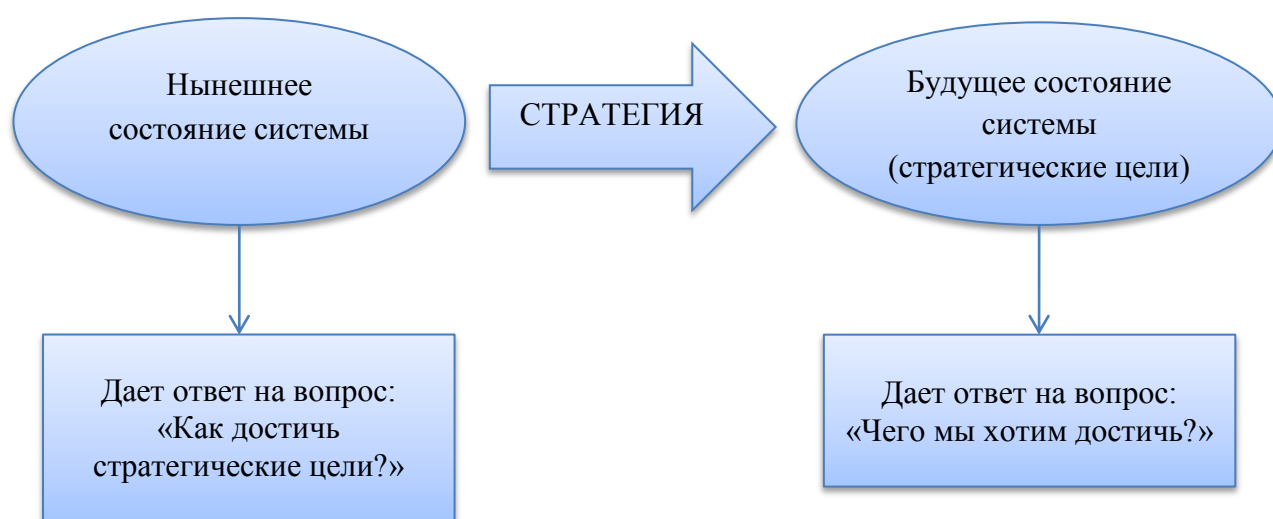 Нынешнее
состояние системы
СТРАТЕГИЯ
Будущее состояние
системы
(стратегические цели)
Дает ответ на вопрос:
«Как достичь
стратегические цели?»
Дает ответ на вопрос:
«Чего мы хотим достичь?»